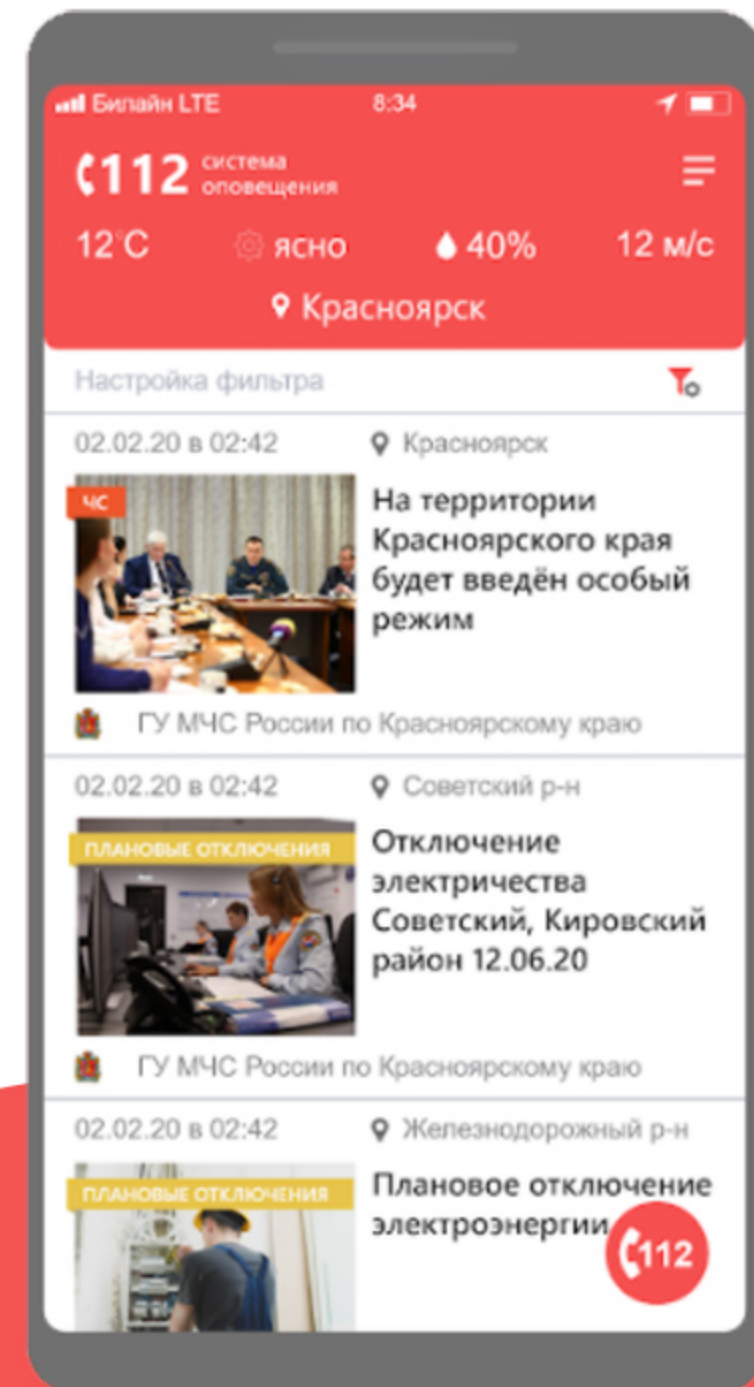 Билайн LTE 8:34
112 система
оповещения
12°C ясно 40% 12 м/с
Красноярск
Настройка фильтра
02.02.20 в 02:42 Красноярск
ЧС
На территории
Красноярского края
будет введён особый
режим
ГУ МЧС России по Красноярскому краю
02.02.20 в 02:42 Советский р-н
ПЛАНОВЫЕ ОТКЛЮЧЕНИЯ
Отключение
электричества
Советский, Кировский
район 12.06.20
ГУ МЧС России по Красноярскому краю
02.02.20 в 02:42 Железнодорожный р-н
ПЛАНОВЫЕ ОТКЛЮЧЕНИЯ
Плановое отключение
электроэнергии
112